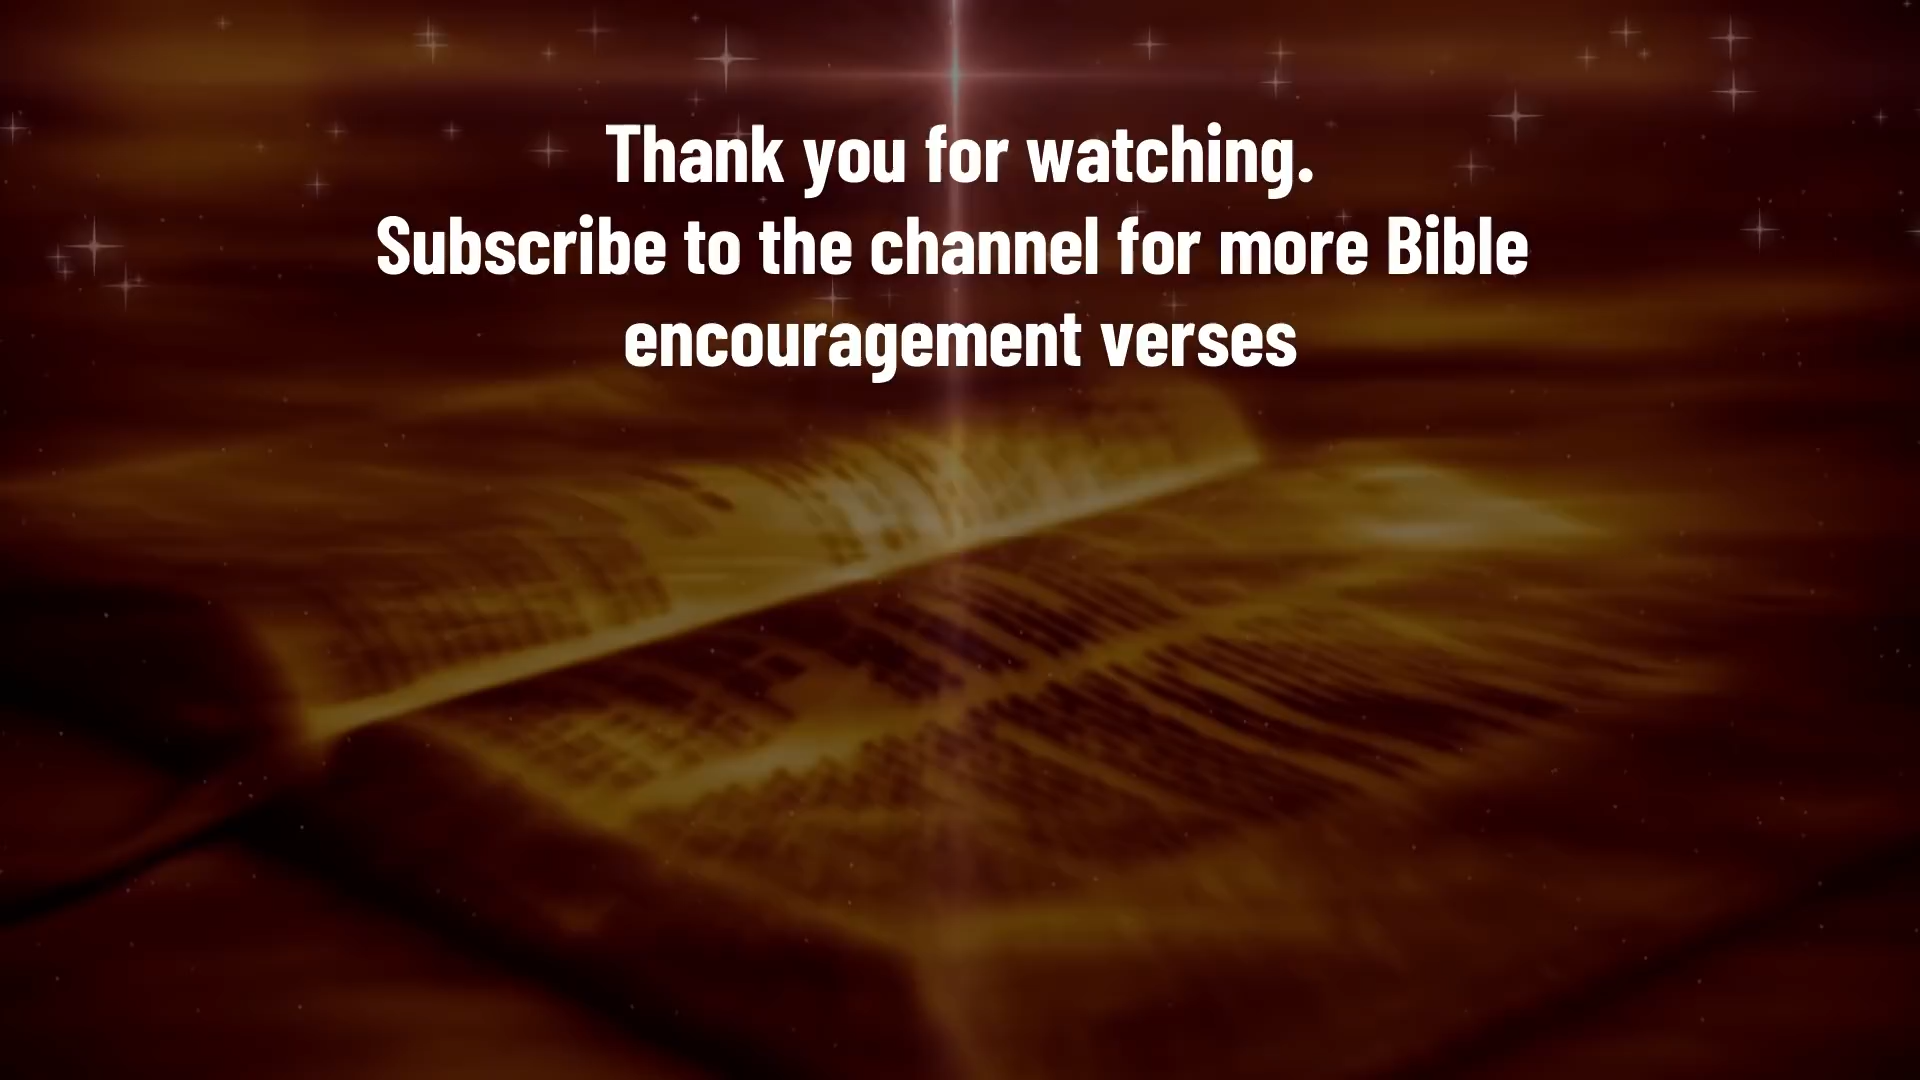 Thank you for watching.
Subscribe to the channel for more Bible
encouragement verses